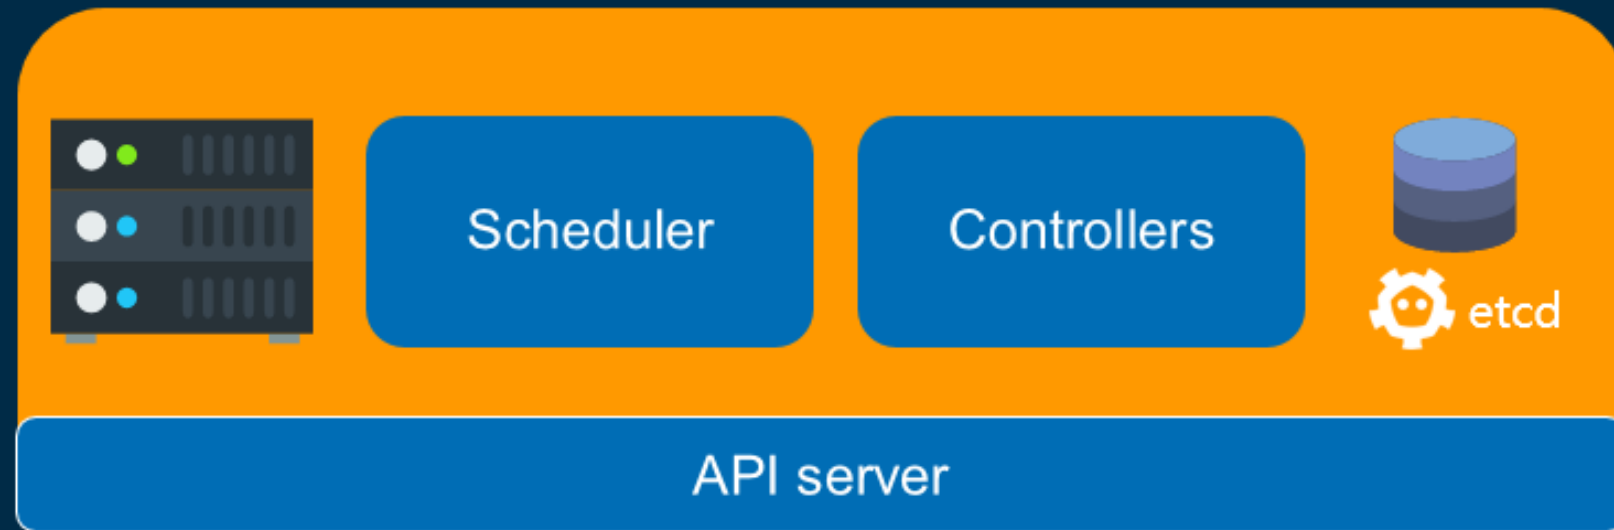 Scheduler
Controllers
etcd
API server